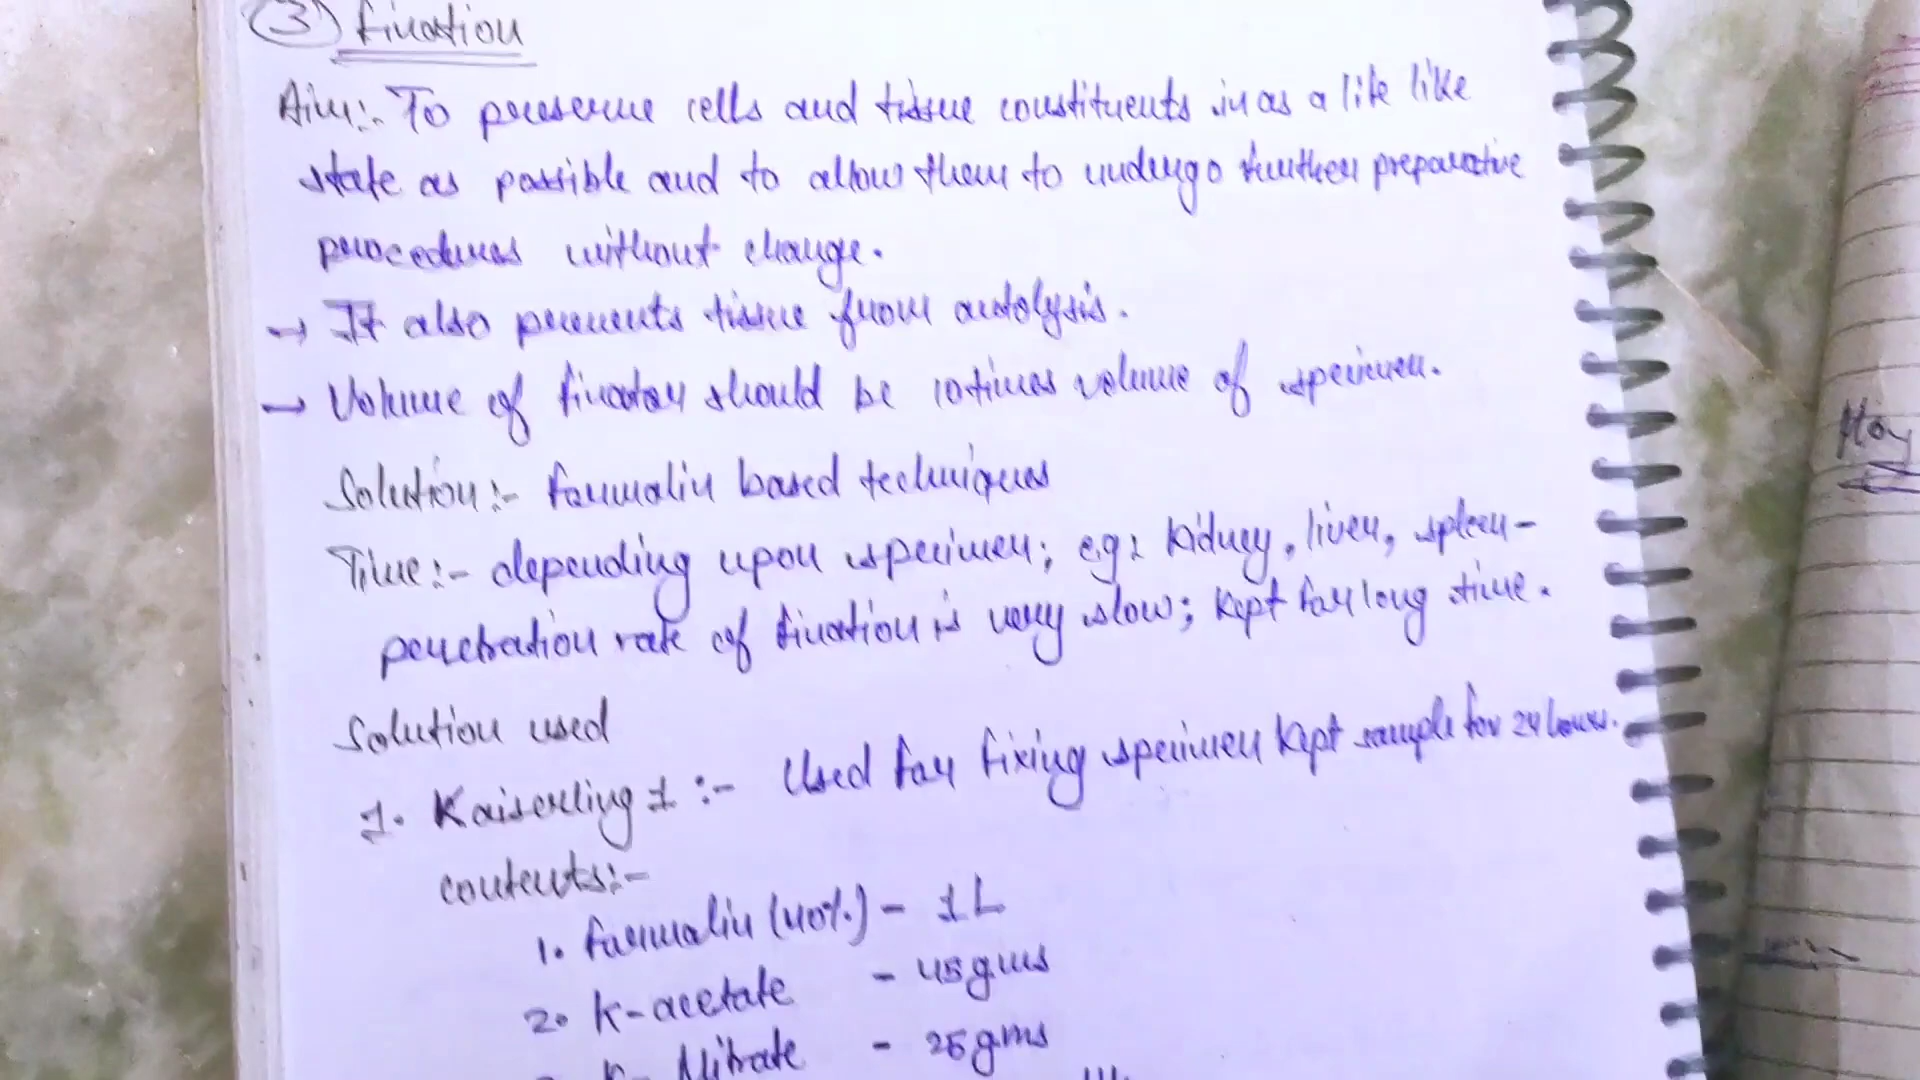 ③ Fixation
Aim:- To preserve cells and tissue constituents in as a life like
state as possible and to allow them to undergo further preparative
procedures without change.
→ It also prevents tissue from autolysis.
→ Volume of fixator should be 10 times volume of specimen.
Solution:- Formalin based techniques
Time:- depending upon specimen; eg: kidney, liver, spleen-
penetration rate of fixation is very slow; kept for long time.
Solution used
1. Kaiserling 1 :- Used for fixing specimen kept sample for 24 hours.
contents:-
1. Formalin (40%) - 1 L
2. K-acetate - 45 gms
K- Nitrate - 25 gms